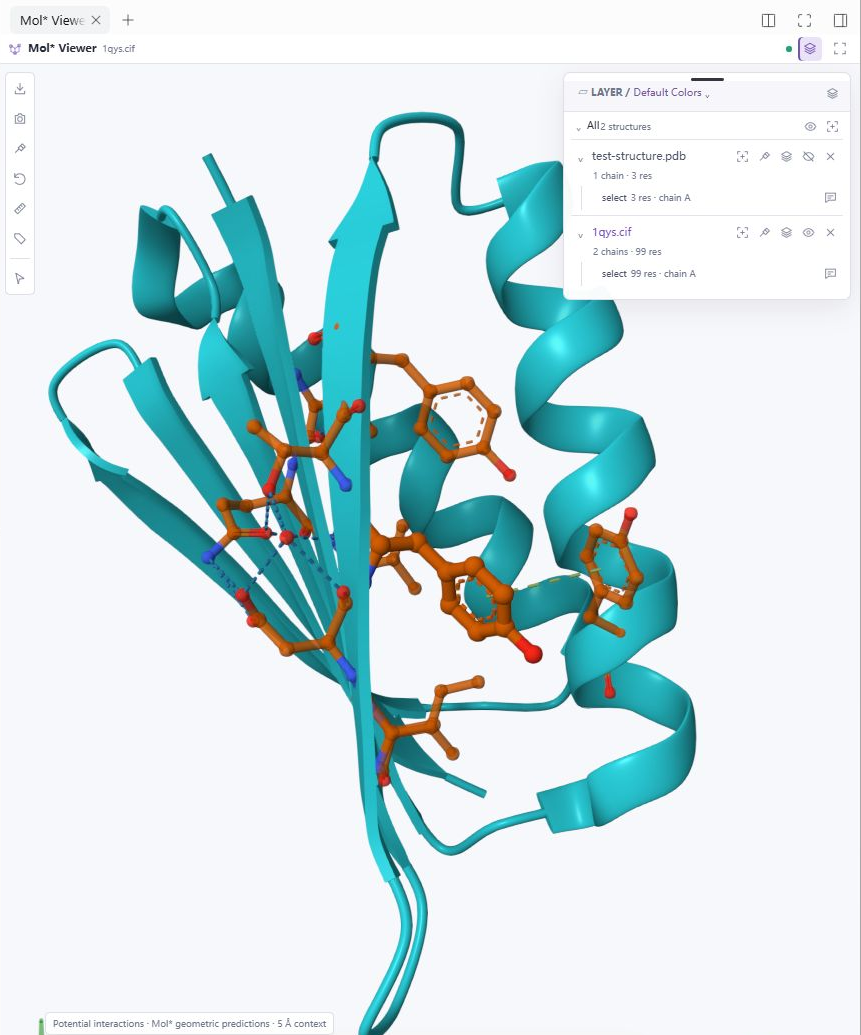 Mol* Viewe
Mol* Viewer 1qys.cif
LAYER / Default Colors
All 2 structures
test-structure.pdb
1 chain · 3 res
select 3 res · chain A
1qys.cif
2 chains · 99 res
select 99 res · chain A
Potential interactions · Mol* geometric predictions · 5 Å context